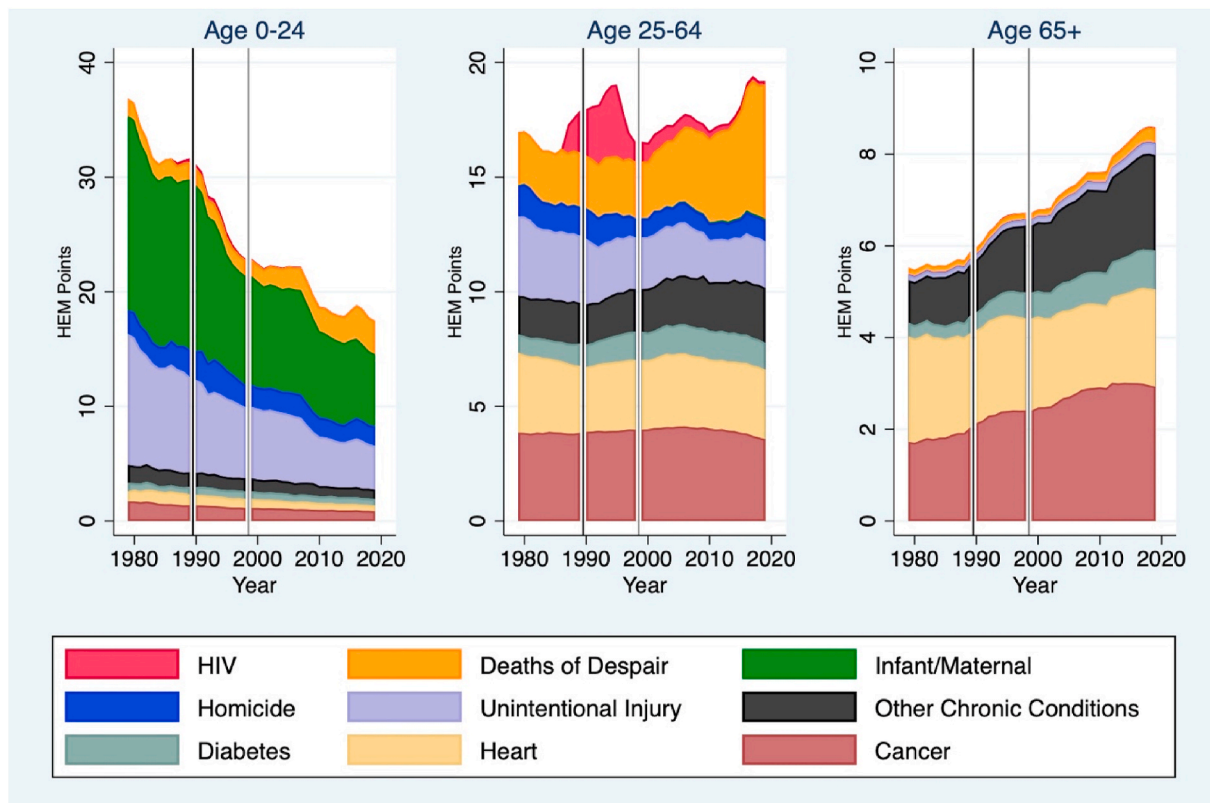 Age 0-24
Age 25-64
Age 65+
HEM Points
40
30
20
10
0
1980 1990 2000 2010 2020
Year
HEM Points
20
15
10
5
0
1980 1990 2000 2010 2020
Year
HEM Points
10
8
6
4
2
0
1980 1990 2000 2010 2020
Year
HIV
Deaths of Despair
Infant/Maternal
Homicide
Unintentional Injury
Other Chronic Conditions
Diabetes
Heart
Cancer